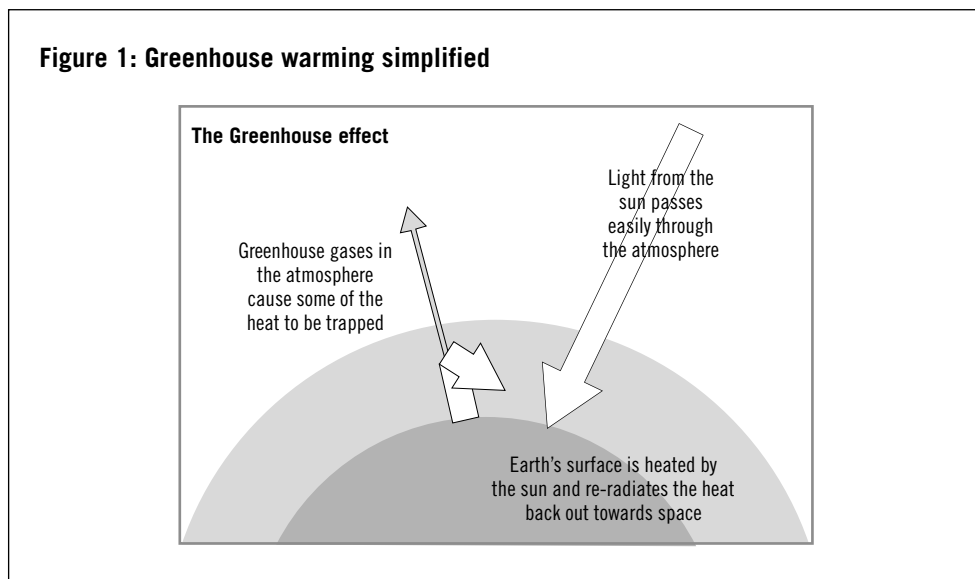 Figure 1: Greenhouse warming simplified
The Greenhouse effect
Light from the
sun passes
easily through
the atmosphere
Greenhouse gases in
the atmosphere
cause some of the
heat to be trapped
Earth’s surface is heated by
the sun and re-radiates the heat
back out towards space